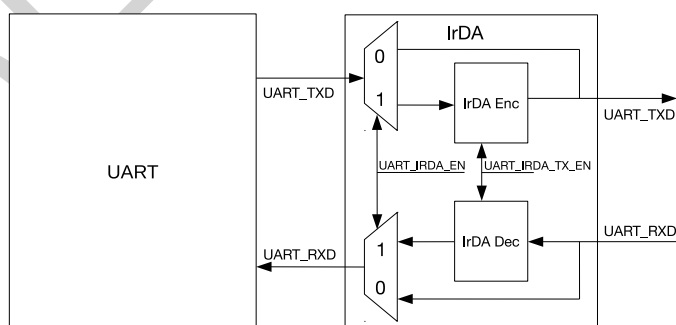 IrDA
0
UART_TXD
1
IrDA Enc
UART_TXD
UART
UART_IRDA_EN
UART_IRDA_TX_EN
UART_RXD
1
IrDA Dec
UART_RXD
0